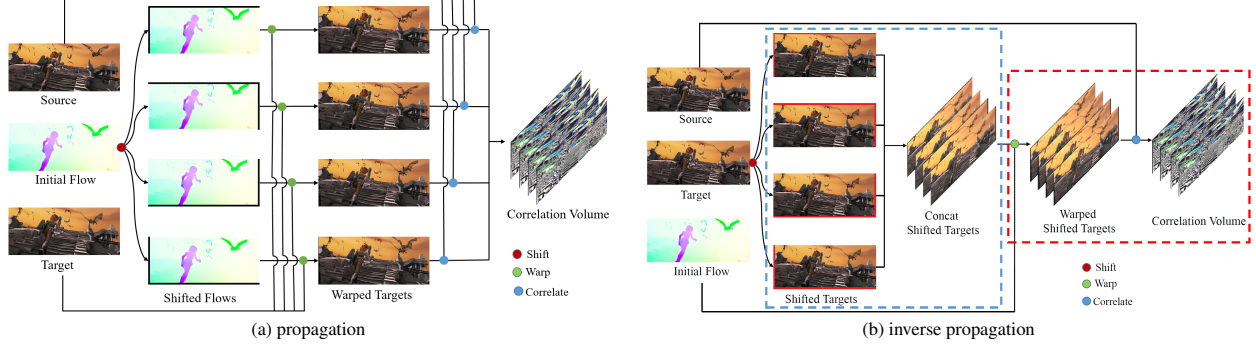 Source
Initial Flow
Target
Shifted Flows
Warped Targets
Correlation Volume
Shift
Warp
Correlate
(a) propagation
Source
Target
Initial Flow
Shifted Targets
Concat
Shifted Targets
Warped
Shifted Targets
Correlation Volume
Shift
Warp
Correlate
(b) inverse propagation